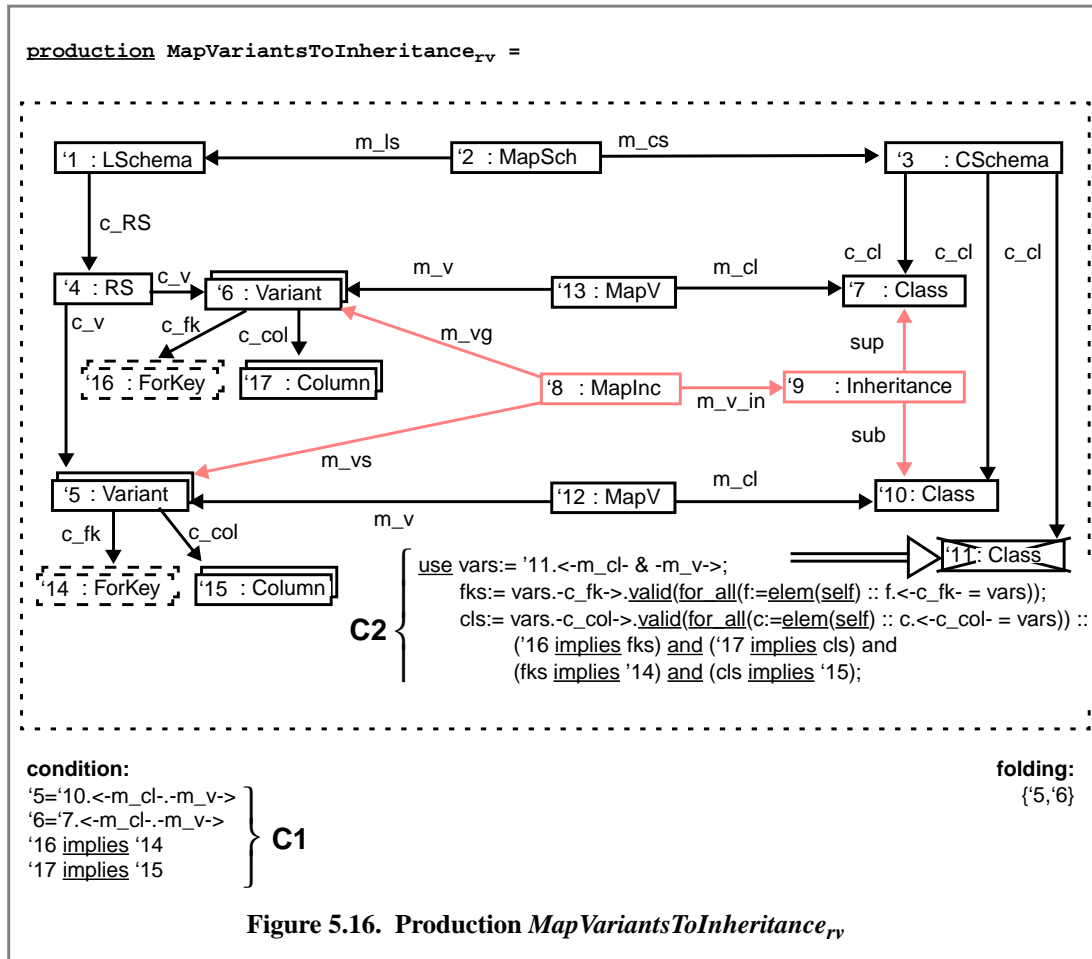 production MapVariantsToInheritance_rv =
m_ls
m_cs
‘1 : LSchema
‘2 : MapSch
‘3 : CSchema
c_RS
c_cl
c_cl
c_cl
‘4 : RS
c_v
‘6 : Variant
m_v
‘13 : MapV
m_cl
‘7 : Class
c_v
c_fk
c_col
m_vg
sup
‘16 : ForKey
‘17 : Column
‘8 : MapInc
m_v_in
‘9 : Inheritance
sub
m_vs
‘5 : Variant
m_v
‘12 : MapV
m_cl
‘10: Class
c_fk
c_col
‘11: Class
‘14 : ForKey
‘15 : Column
C2
use vars:= ’11.<-m_cl- & -m_v->;
fks:= vars.-c_fk->.valid(for_all(f:=elem(self) :: f.<-c_fk- = vars));
cls:= vars.-c_col->.valid(for_all(c:=elem(self) :: c.<-c_col- = vars)) ::
(’16 implies fks) and (’17 implies cls) and
(fks implies ’14) and (cls implies ‘15);
condition:
‘5=‘10.<-m_cl-.-m_v->
‘6=‘7.<-m_cl-.-m_v->
‘16 implies ‘14
‘17 implies ‘15
C1
folding:
{‘5,‘6}
Figure 5.16. Production MapVariantsToInheritance_rv